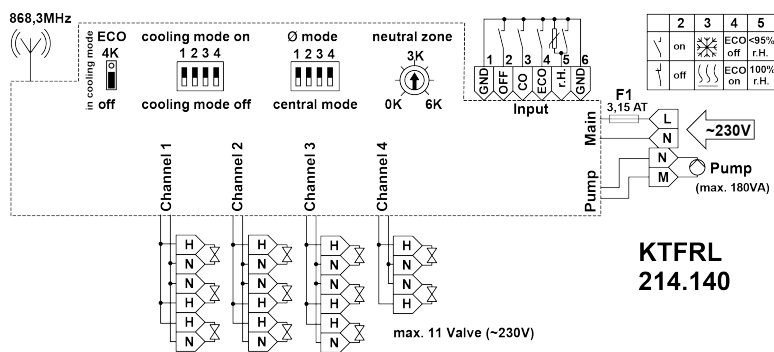 868,3MHz
in cooling mode
ECO
4K
off
cooling mode on
1 2 3 4
cooling mode off
Ø mode
1 2 3 4
central mode
neutral zone
3K
0K 6K
1 2 3 4 5 6
GND OFF CO ECO r.H. GND
Input
2 3 4 5
on ECO off <95% r.H.
off ECO on 100% r.H.
F1
3,15 AT
Main
L
N
~230V
Pump
N
M
Pump
(max. 180VA)
Channel 1
Channel 2
Channel 3
Channel 4
H H H H
N N N N
N N N N
H H H H
H H H
N N N
max. 11 Valve (~230V)
KTFRL
214.140